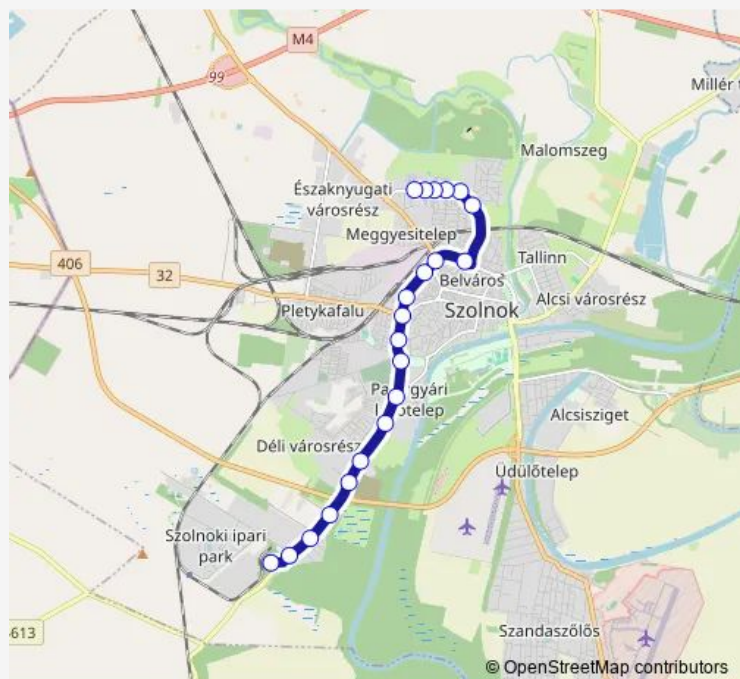 M4
99
Millér t
Malomszeg
Északnyugati
városrész
Meggyesitelep
Tallinn
406
32
Belváros
Alcsi városrész
Pletykafalu
Szolnok
Alcsisziget
Déli városrész
Üdülőtelep
Szolnoki ipari
park
613
Szandaszőlős
© OpenStreetMap contributors